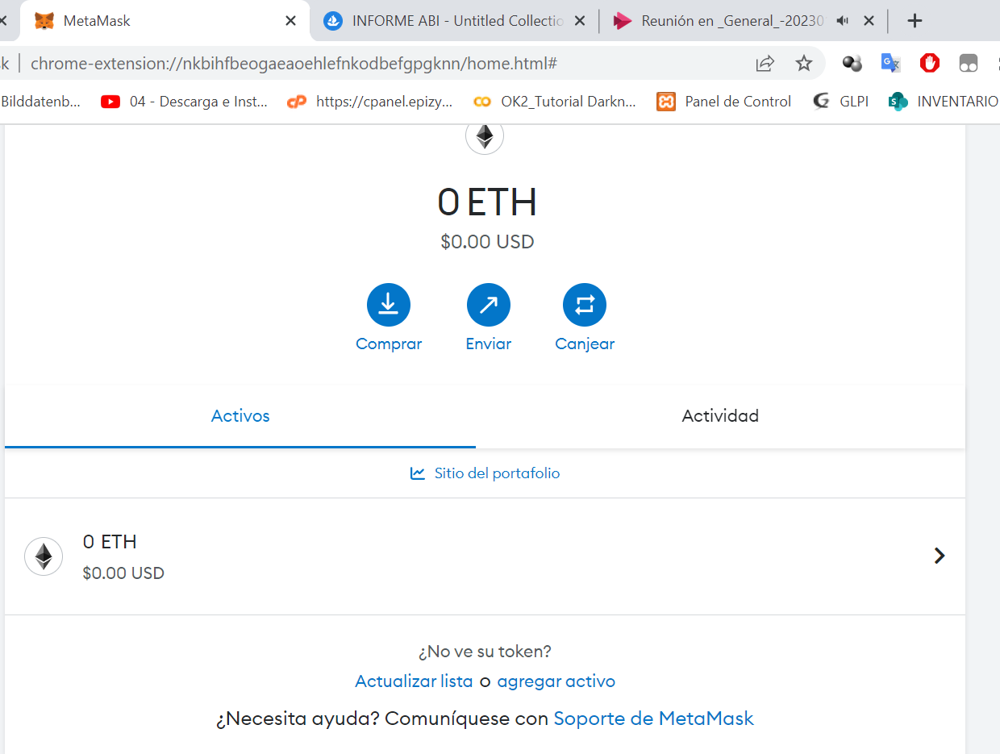 MetaMask
INFORME ABI - Untitled Collectio
Reunión en _General_-20230
k
chrome-extension://nkbihfbeogaeaoehlefnkodbefgpgknn/home.html#
Bilddatenb...
04 - Descarga e Inst...
https://cpanel.epizy...
OK2_Tutorial Darkn...
Panel de Control
GLPI
INVENTARIO
0 ETH
$0.00 USD
Comprar
Enviar
Canjear
Activos
Actividad
Sitio del portafolio
0 ETH
$0.00 USD
¿No ve su token?
Actualizar lista o agregar activo
¿Necesita ayuda? Comuníquese con Soporte de MetaMask